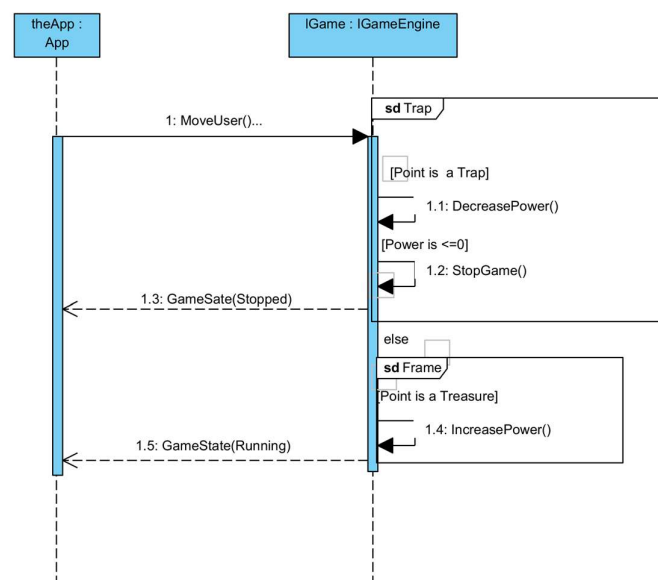 theApp :
App
IGame : IGameEngine
sd Trap
1: MoveUser()...
[Point is a Trap]
1.1: DecreasePower()
[Power is <=0]
1.2: StopGame()
1.3: GameSate(Stopped)
else
sd Frame
[Point is a Treasure]
1.4: IncreasePower()
1.5: GameState(Running)